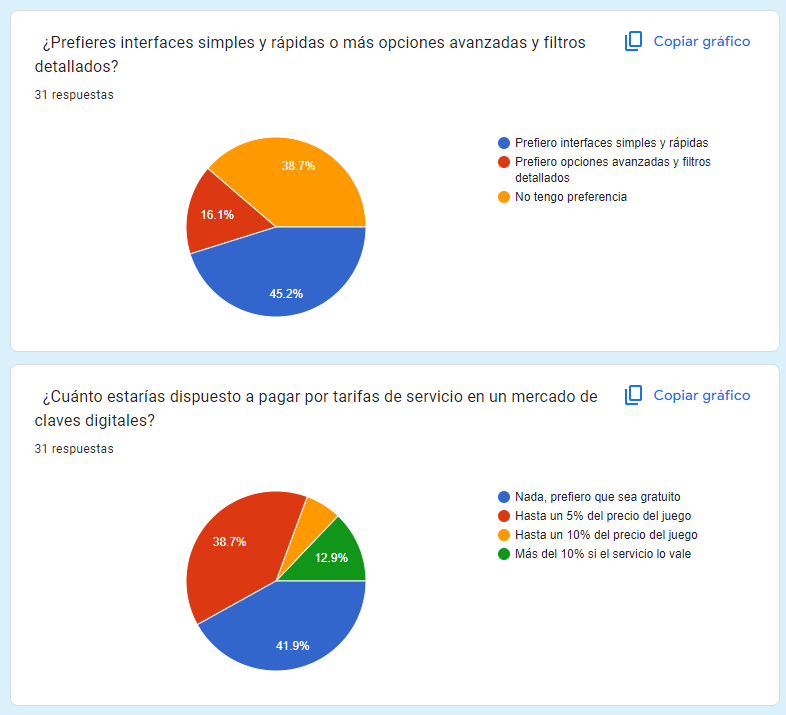 ¿Prefieres interfaces simples y rápidas o más opciones avanzadas y filtros
detallados?
Copiar gráfico
31 respuestas
38.7%
16.1%
45.2%
Prefiero interfaces simples y rápidas
Prefiero opciones avanzadas y filtros
detallados
No tengo preferencia
¿Cuánto estarías dispuesto a pagar por tarifas de servicio en un mercado de
claves digitales?
Copiar gráfico
31 respuestas
38.7%
12.9%
41.9%
Nada, prefiero que sea gratuito
Hasta un 5% del precio del juego
Hasta un 10% del precio del juego
Más del 10% si el servicio lo vale